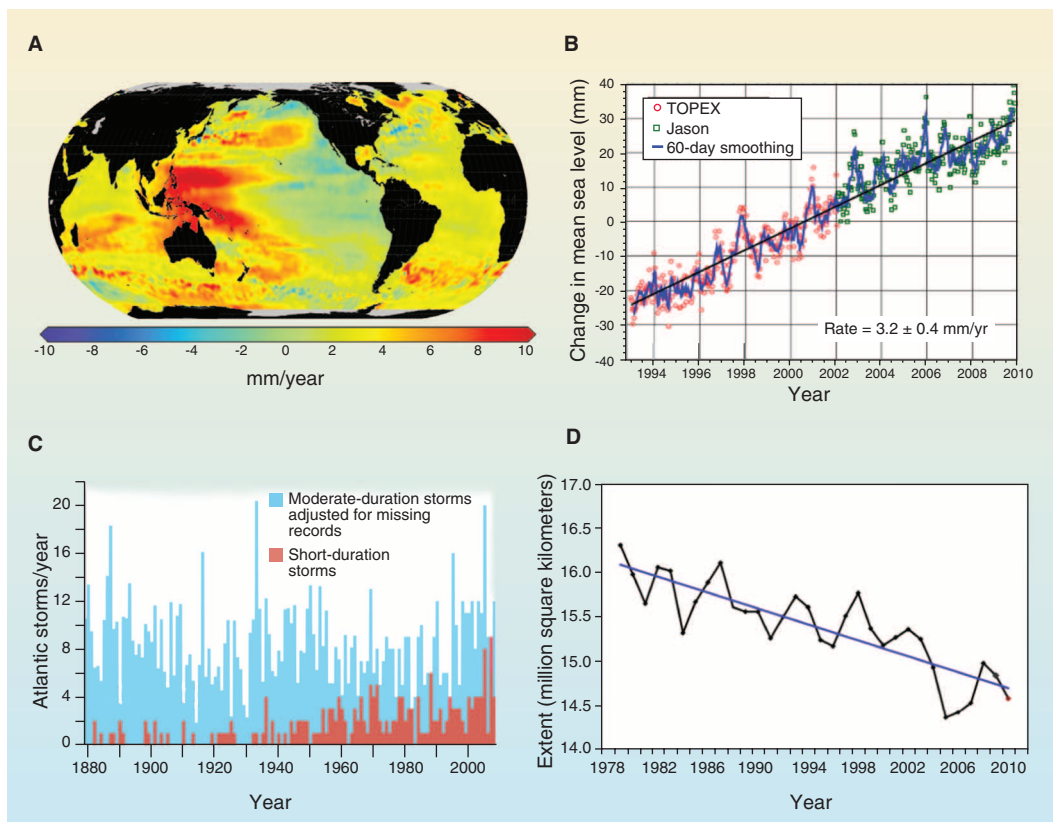 A
-10 -8 -6 -4 -2 0 2 4 6 8 10
mm/year
B
Change in mean sea level (mm)
40
30
20
10
0
-10
-20
-30
-40
TOPEX
Jason
60-day smoothing
Rate = 3.2 ± 0.4 mm/yr
1994 1996 1998 2000 2002 2004 2006 2008 2010
Year
C
Atlantic storms/year
20
16
12
8
4
0
Moderate-duration storms
adjusted for missing
records
Short-duration
storms
1880 1900 1920 1940 1960 1980 2000
Year
D
Extent (million square kilometers)
17.0
16.5
16.0
15.5
15.0
14.5
14.0
1978 1982 1986 1990 1994 1998 2002 2006 2010
Year